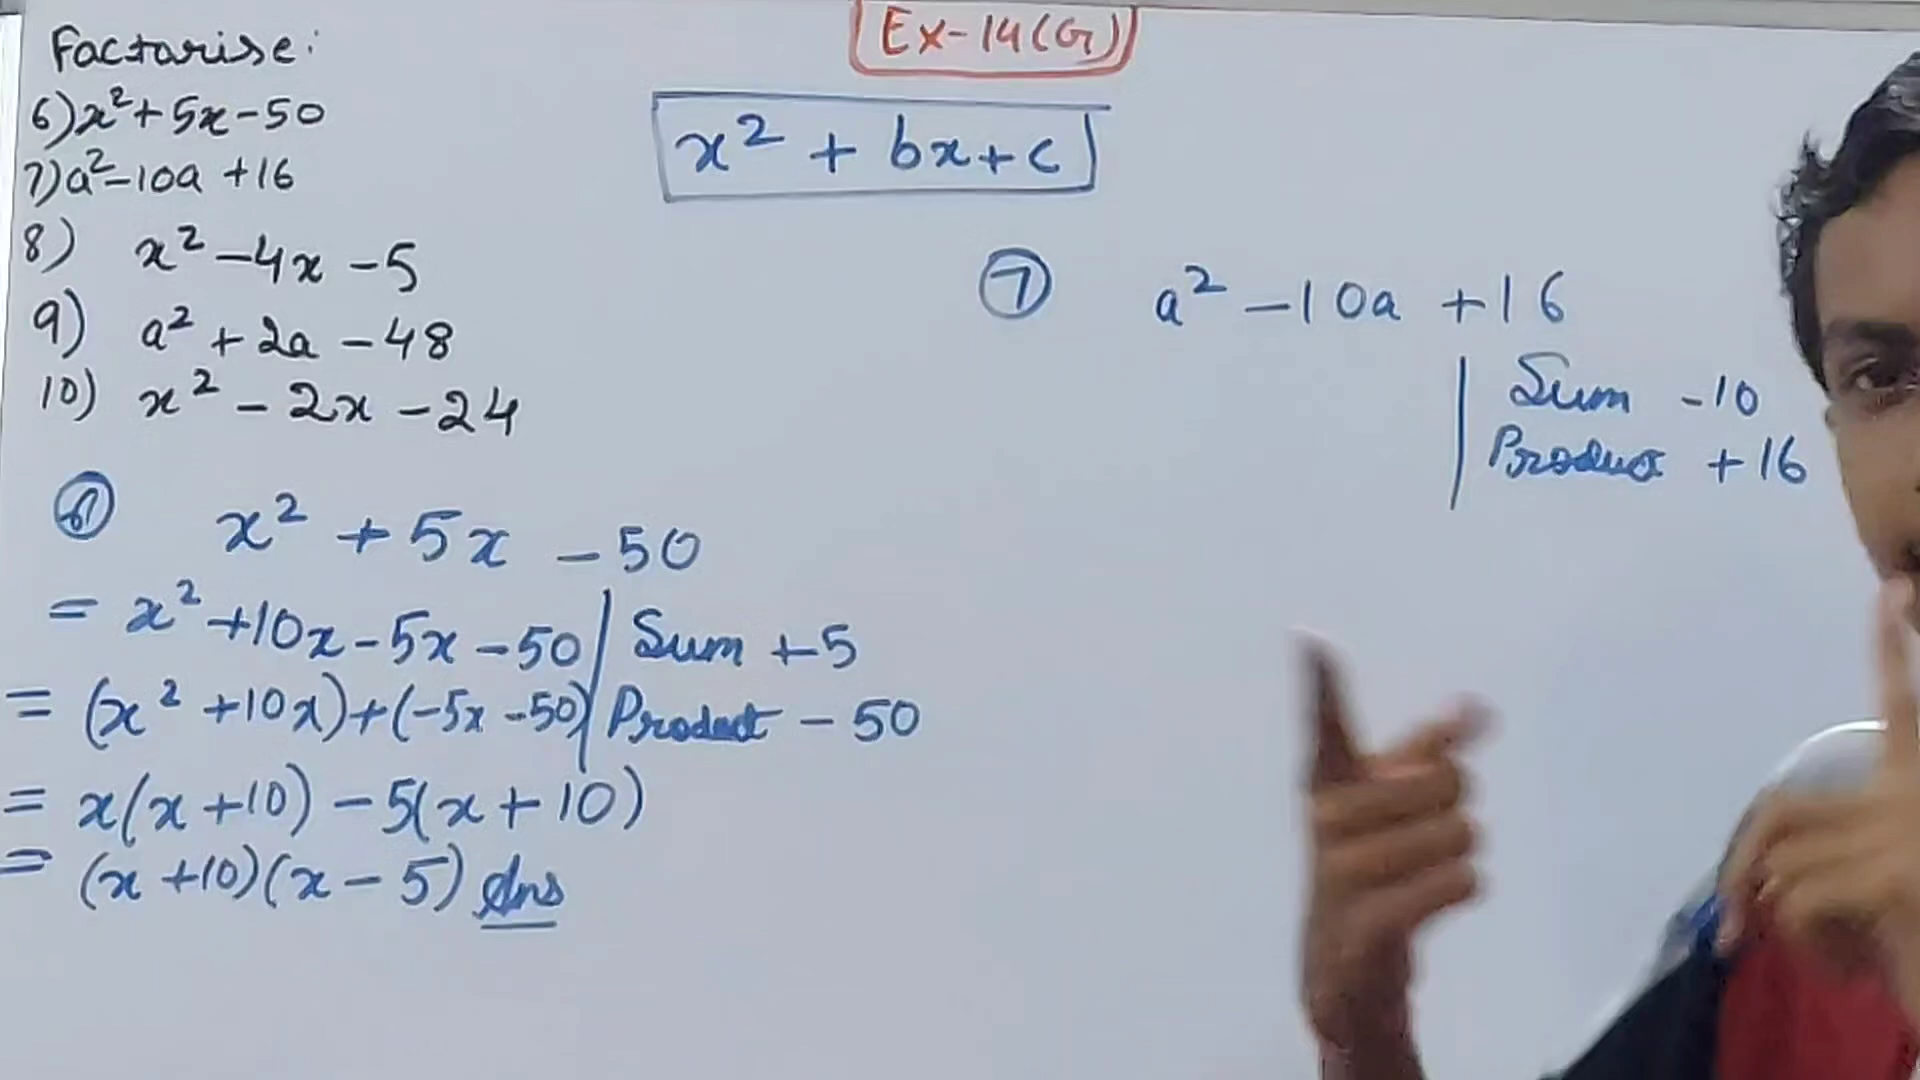 Ex-14(G)
Factorise:
6) x² + 5x - 50
7) a² - 10a + 16
8) x² - 4x - 5
9) a² + 2a - 48
10) x² - 2x - 24
x² + bx + c
6 x² + 5x - 50
= x² + 10x - 5x - 50 | Sum + 5
= (x² + 10x) + (-5x - 50) | Product - 50
= x(x + 10) - 5(x + 10)
= (x + 10)(x - 5) Ans
7 a² - 10a + 16
Sum - 10
Product + 16